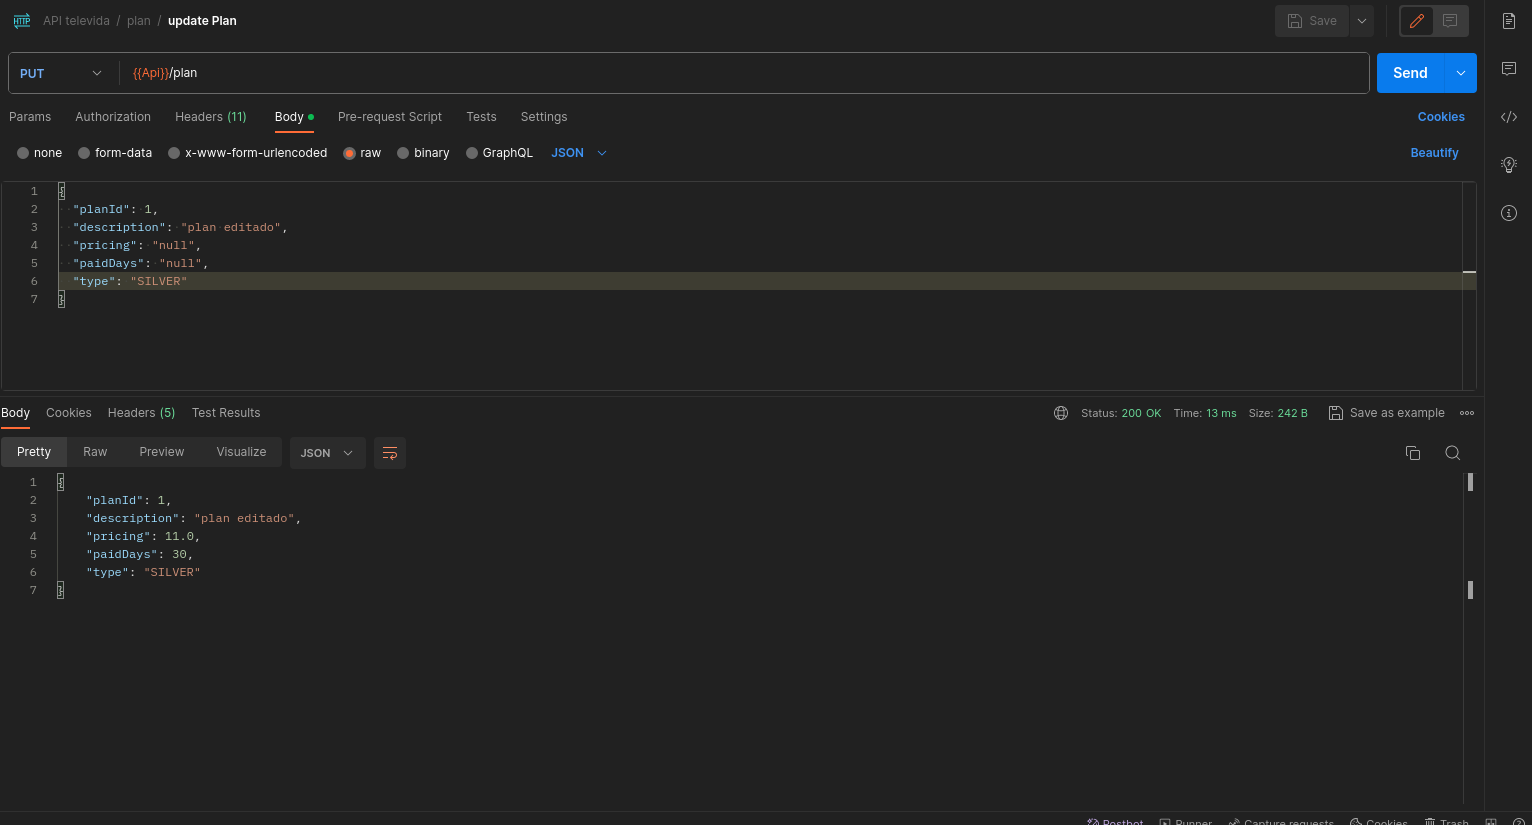 HTTP API televida / plan / update Plan Save
PUT {{Api}}/plan Send
Params Authorization Headers (11) Body Pre-request Script Tests Settings Cookies
none form-data x-www-form-urlencoded raw binary GraphQL JSON Beautify
1 {
2 "planId": 1,
3 "description": "plan editado",
4 "pricing": "null",
5 "paidDays": "null",
6 "type": "SILVER"
7 }
Body Cookies Headers (5) Test Results Status: 200 OK Time: 13 ms Size: 242 B Save as example
Pretty Raw Preview Visualize JSON
1 {
2 "planId": 1,
3 "description": "plan editado",
4 "pricing": 11.0,
5 "paidDays": 30,
6 "type": "SILVER"
7 }
Postbot Runner Capture requests Cookies Trash